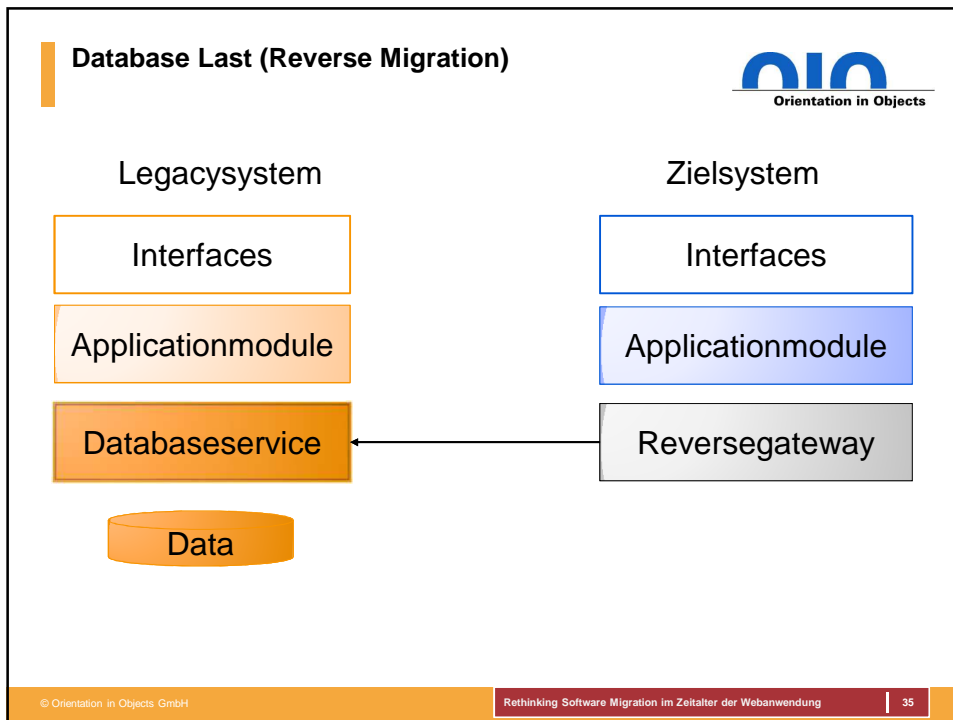 Database Last (Reverse Migration)
OIO
Orientation in Objects
Legacysystem
Zielsystem
Interfaces
Interfaces
Applicationmodule
Applicationmodule
Databaseservice
Reversegateway
Data
© Orientation in Objects GmbH
Rethinking Software Migration im Zeitalter der Webanwendung
35